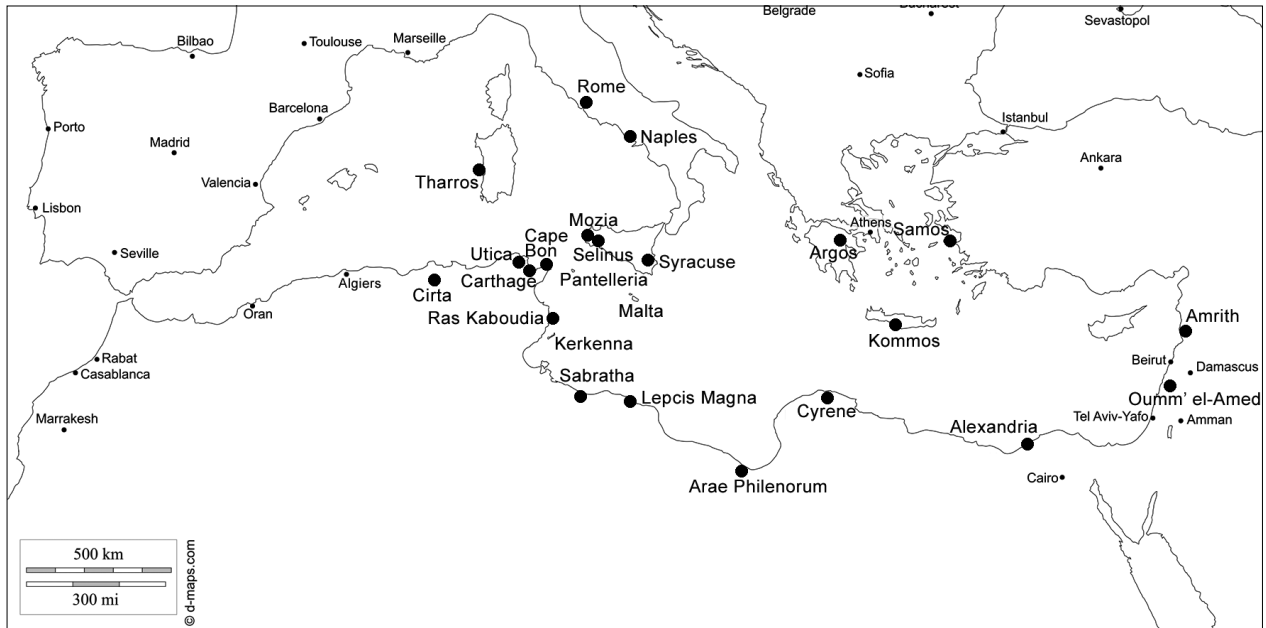 Belgrade
Bucharest
Sevastopol
Bilbao
Toulouse
Marseille
Sofia
Rome
Barcelona
Istanbul
Porto
Naples
Madrid
Ankara
Tharros
Valencia
Lisbon
Mozia
Athens
Samos
Cape
Bon
Seville
Utica
Selinus
Syracuse
Argos
Carthage
Pantelleria
Algiers
Cirta
Malta
Oran
Ras Kaboudia
Amrith
Kommos
Kerkenna
Rabat
Beirut
Casablanca
Damascus
Sabratha
Lepcis Magna
Oumm' el-Amed
Cyrene
Marrakesh
Tel Aviv-Yafo
Amman
Alexandria
Cairo
Arae Philenorum
500 km
300 mi
© d-maps.com